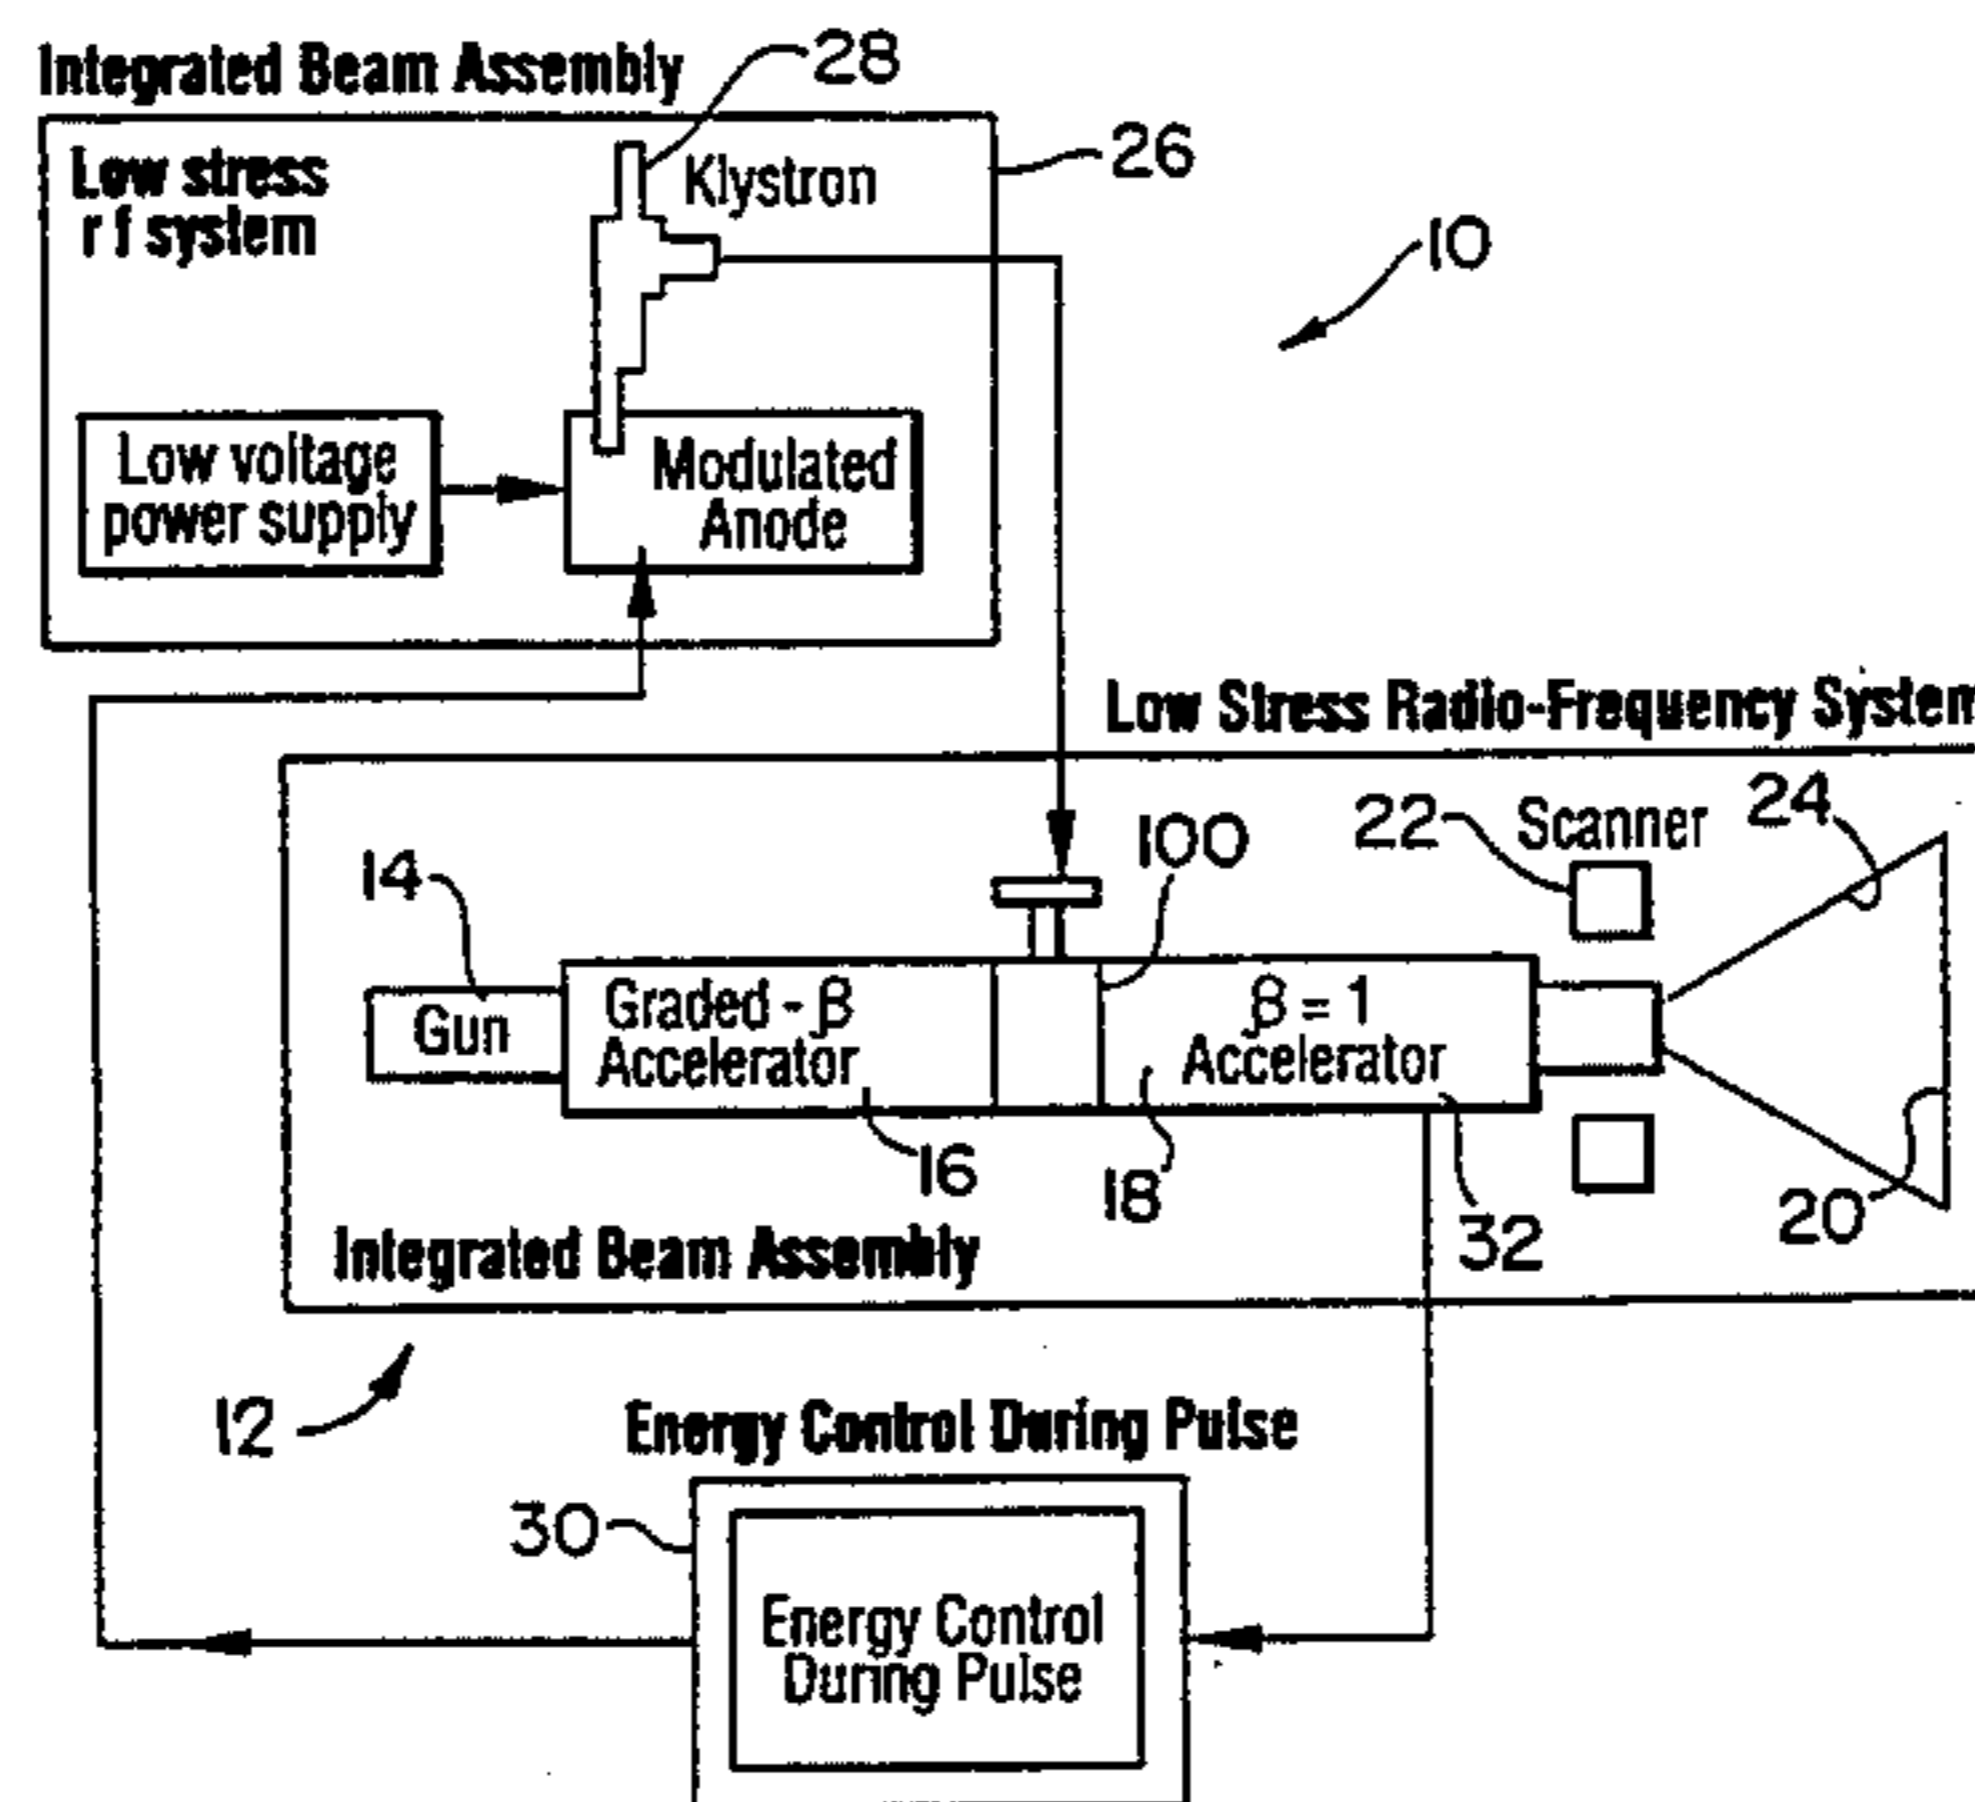 Integrated Beam Assembly
28
26
Low stress
r f system
Klystron
10
Low voltage
power supply
Modulated
Anode
Low Stress Radio-Frequency System
22
Scanner
24
100
14
Gun
Graded - β
Accelerator
β = 1
Accelerator
16
18
32
20
Integrated Beam Assembly
12
Energy Control During Pulse
30
Energy Control
During Pulse